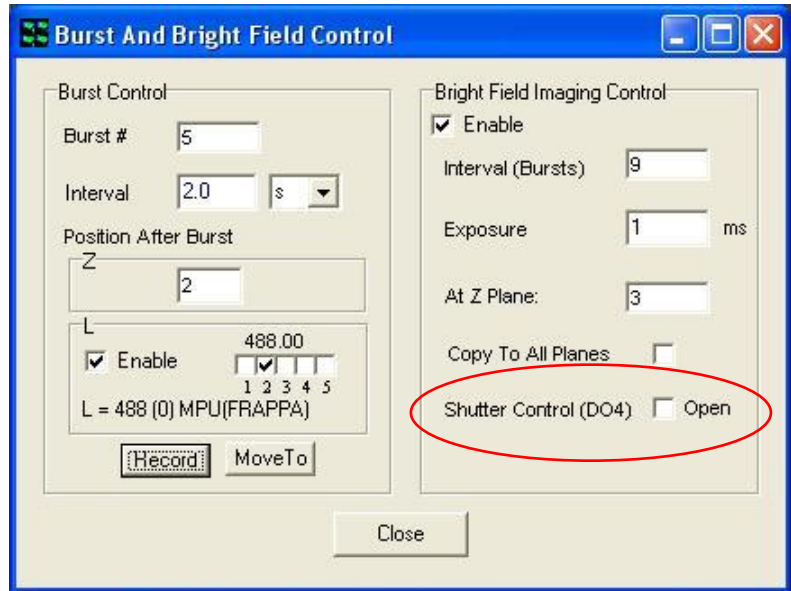 Burst And Bright Field Control
Burst Control
Burst # 5
Interval 2.0 s
Position After Burst
Z
2
L
Enable
488.00
1 2 3 4 5
L = 488 (0) MPU(FRAPPA)
Record MoveTo
Bright Field Imaging Control
Enable
Interval (Bursts) 9
Exposure 1 ms
At Z Plane: 3
Copy To All Planes
Shutter Control (DO4) Open
Close